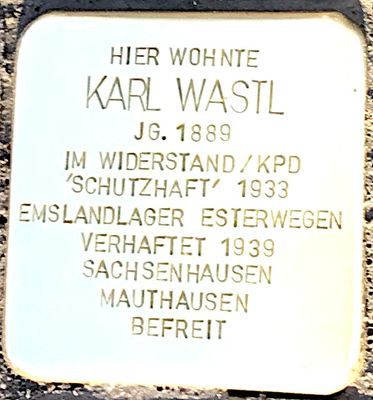 HIER WOHNTE
KARL WASTL
JG. 1889
IM WIDERSTAND/KPD
'SCHUTZHAFT' 1933
EMSLANDLAGER ESTERWEGEN
VERHAFTET 1939
SACHSENHAUSEN
MAUTHAUSEN
BEFREIT